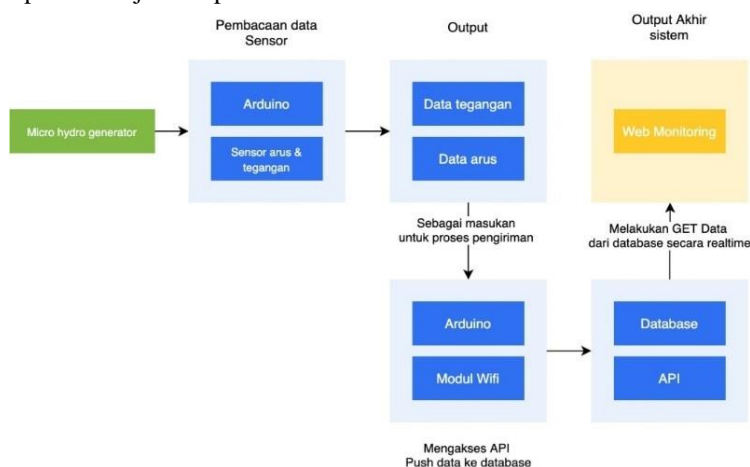 Pembacaan data
Sensor
Output
Output Akhir
sistem
Micro hydro generator
Arduino
Sensor arus &
tegangan
Data tegangan
Data arus
Web Monitoring
Sebagai masukan
untuk proses pengiriman
Melakukan GET Data
dari database secara realtime
Arduino
Modul Wifi
Database
API
Mengakses API
Push data ke database